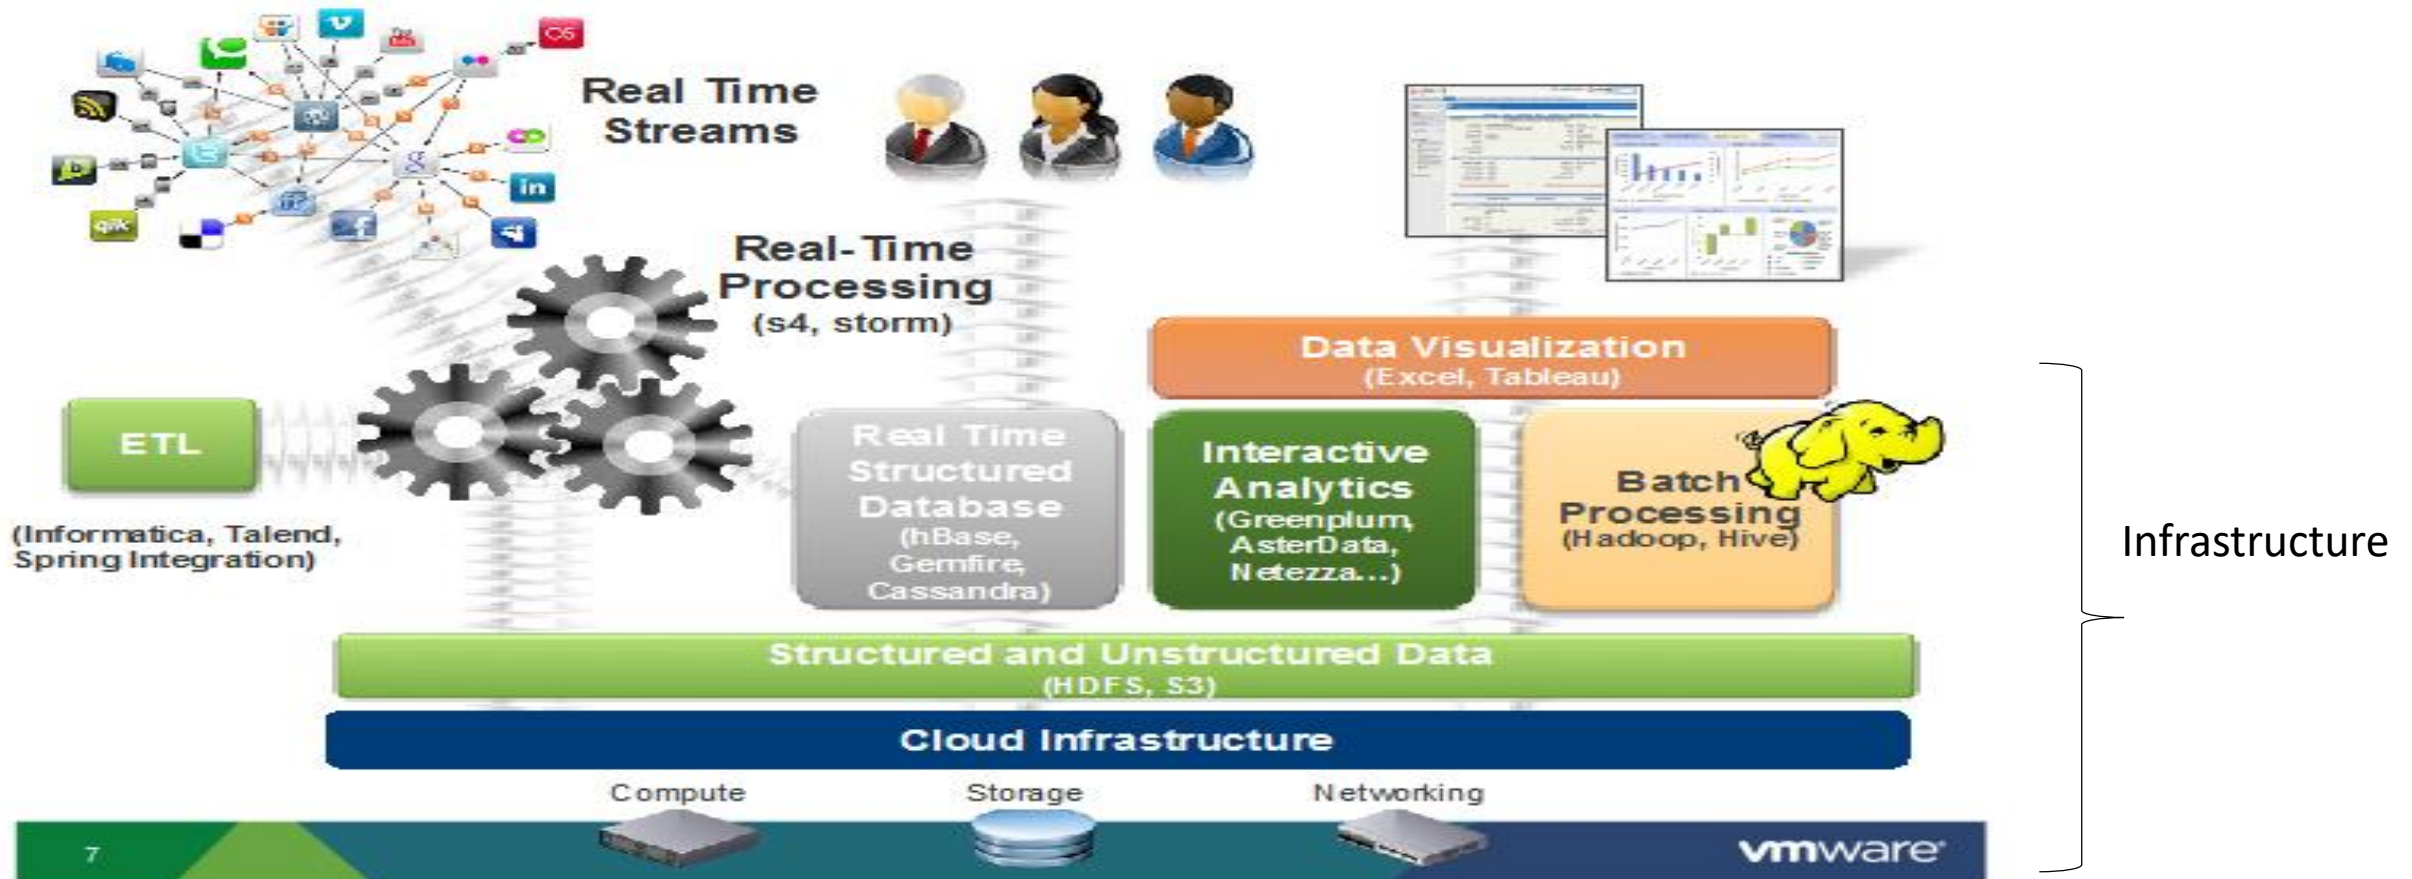 Real Time
Streams
in
qik
Real-Time
Processing
(s4, storm)
Data Visualization
(Excel, Tableau)
ETL
(Informatica, Talend,
Spring Integration)
Real Time
Structured
Database
(hBase,
Gemfire,
Cassandra)
Interactive
Analytics
(Greenplum,
AsterData,
Netezza...)
Batch
Processing
(Hadoop, Hive)
Infrastructure
Structured and Unstructured Data
(HDFS, S3)
Cloud Infrastructure
Compute
Storage
Networking
7
vmware